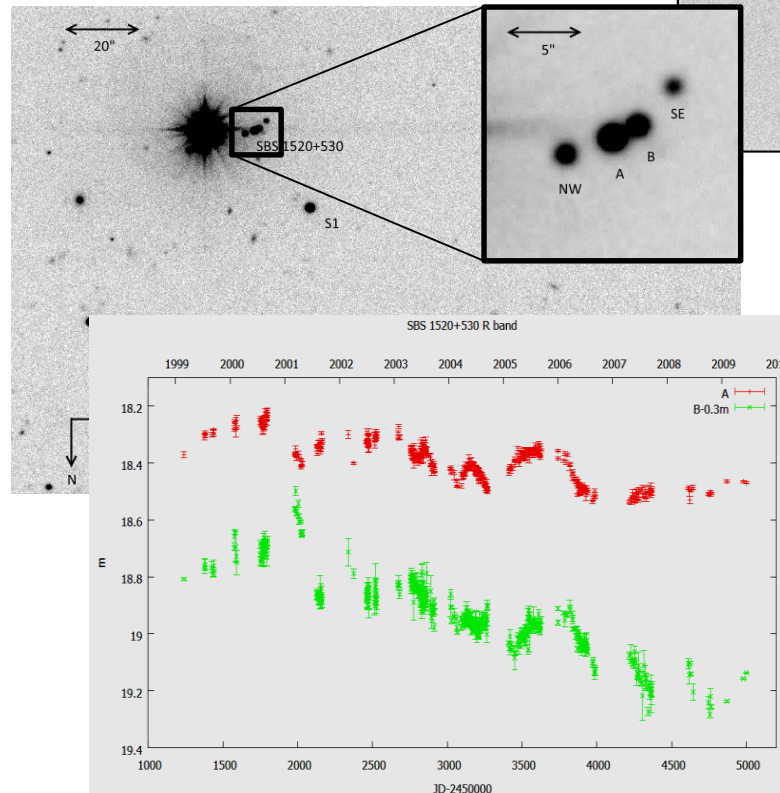 20"
SBS 1520+530
S1
N
5"
SE
B
A
NW
SBS 1520+530 R band
1999 2000 2001 2002 2003 2004 2005 2006 2007 2008 2009 201
A
B-0.3m
18.2
18.4
18.6
18.8
19
19.2
19.4
m
1000 1500 2000 2500 3000 3500 4000 4500 5000
JD-2450000